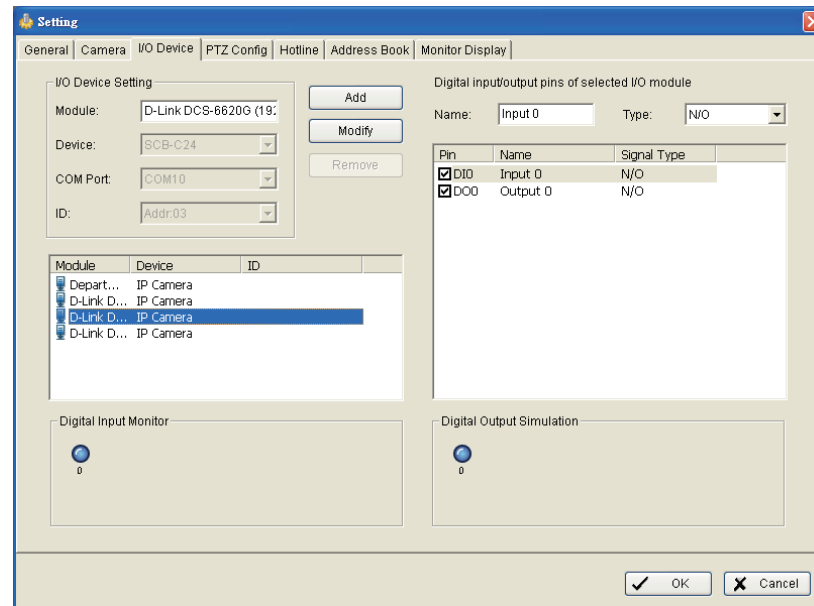 Setting
General Camera I/O Device PTZ Config Hotline Address Book Monitor Display
I/O Device Setting
Module: D-Link DCS-6620G (192
Device: SCB-C24
COM Port: COM10
ID: Addr:03
Add
Modify
Remove
Module Device ID
Depart... IP Camera
D-Link D... IP Camera
D-Link D... IP Camera
D-Link D... IP Camera
Digital input/output pins of selected I/O module
Name: Input 0 Type: N/O
Pin Name Signal Type
DI0 Input 0 N/O
DO0 Output 0 N/O
Digital Input Monitor
0
Digital Output Simulation
0
OK Cancel